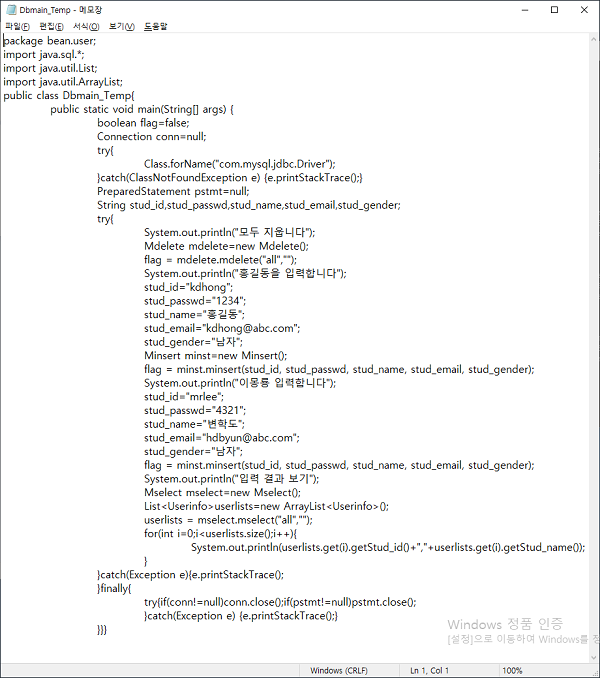 Dbmain_Temp - 메모장
파일(F) 편집(E) 서식(O) 보기(V) 도움말
package bean.user;
import java.sql.*;
import java.util.List;
import java.util.ArrayList;
public class Dbmain_Temp{
public static void main(String[] args) {
boolean flag=false;
Connection conn=null;
try{
Class.forName("com.mysql.jdbc.Driver");
}catch(ClassNotFoundException e) {e.printStackTrace();}
PreparedStatement pstmt=null;
String stud_id,stud_passwd,stud_name,stud_email,stud_gender;
try{
System.out.println("모두 지웁니다");
Mdelete mdelete=new Mdelete();
flag = mdelete.mdelete("all","");
System.out.println("홍길동을 입력합니다");
stud_id="kdhong";
stud_passwd="1234";
stud_name="홍길동";
stud_email="kdhong@abc.com";
stud_gender="남자";
Minsert minst=new Minsert();
flag = minst.minsert(stud_id, stud_passwd, stud_name, stud_email, stud_gender);
System.out.println("이몽룡 입력합니다");
stud_id="mrlee";
stud_passwd="4321";
stud_name="변학도";
stud_email="hdbyun@abc.com";
stud_gender="남자";
flag = minst.minsert(stud_id, stud_passwd, stud_name, stud_email, stud_gender);
System.out.println("입력 결과 보기");
Mselect mselect=new Mselect();
List<Userinfo>userlists=new ArrayList<Userinfo>();
userlists = mselect.mselect("all","");
for(int i=0;i<userlists.size();i++){
System.out.println(userlists.get(i).getStud_id()+","+userlists.get(i).getStud_name());
}
}catch(Exception e){e.printStackTrace();
}finally{
try{if(conn!=null)conn.close();if(pstmt!=null)pstmt.close();
}catch(Exception e) {e.printStackTrace();}
}}}
Windows 정품 인증
[설정]으로 이동하여 Windows를 정
Windows (CRLF) Ln 1, Col 1 100%